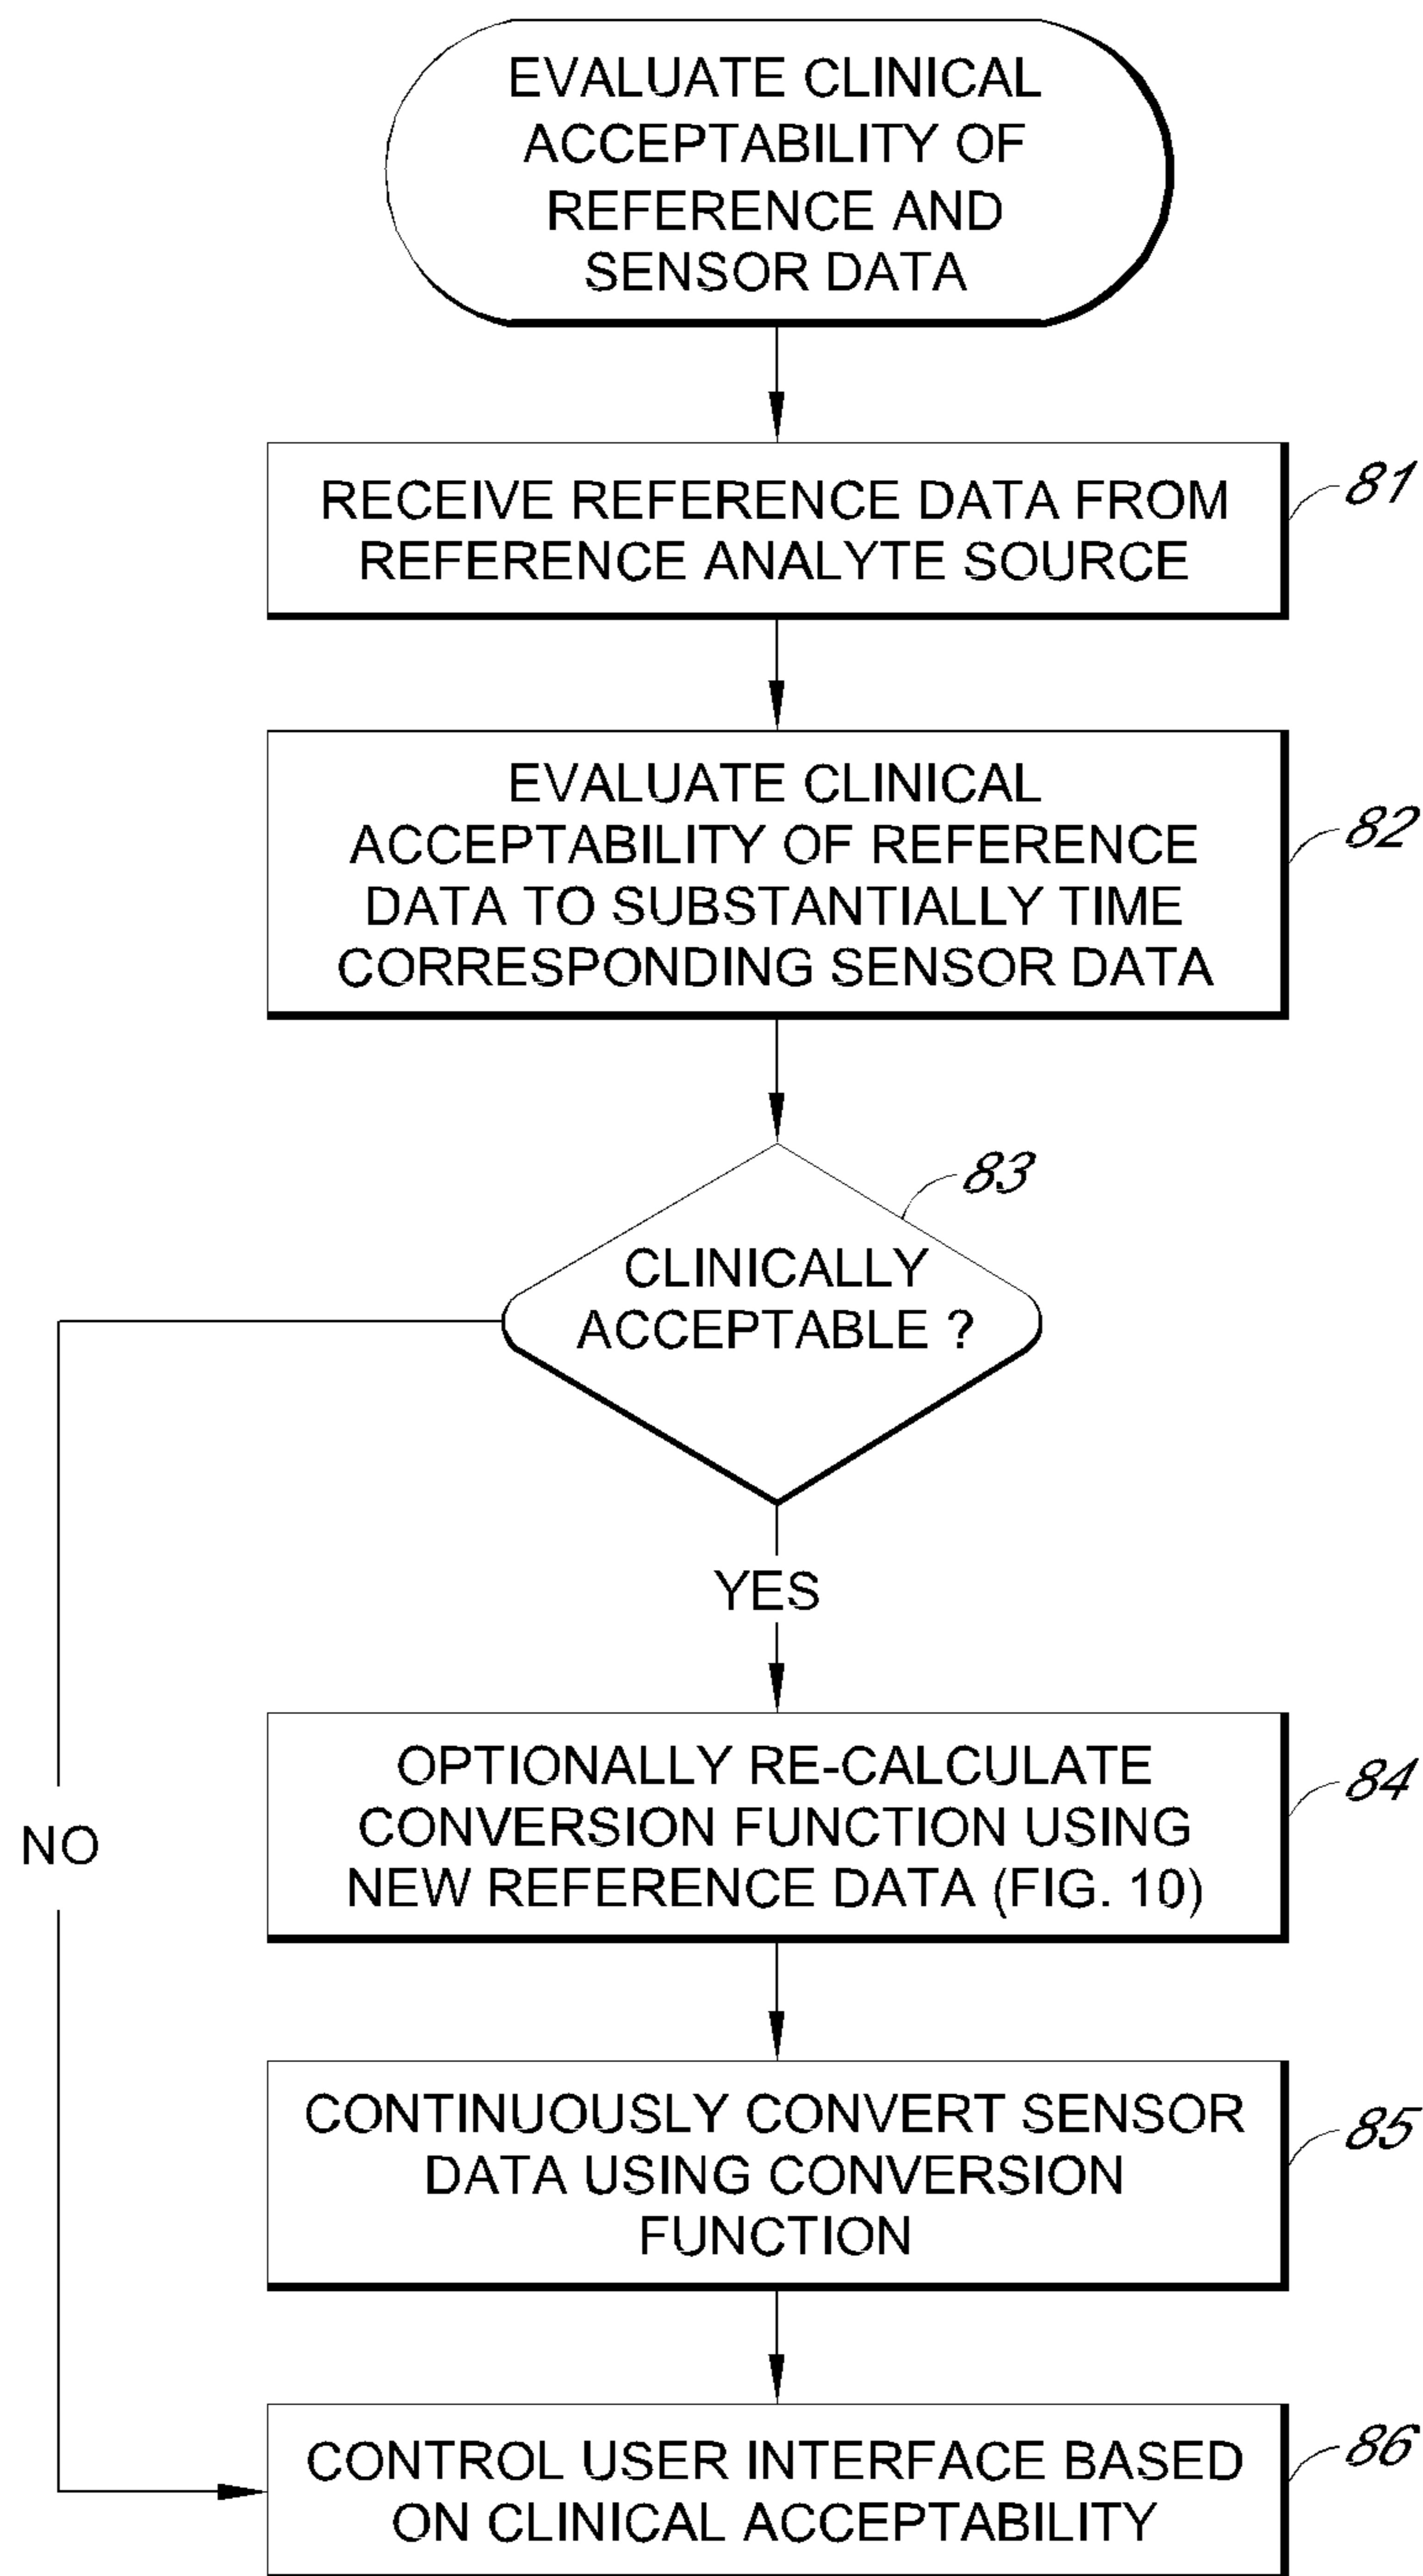 EVALUATE CLINICAL
ACCEPTABILITY OF
REFERENCE AND
SENSOR DATA
RECEIVE REFERENCE DATA FROM
REFERENCE ANALYTE SOURCE
81
EVALUATE CLINICAL
ACCEPTABILITY OF REFERENCE
DATA TO SUBSTANTIALLY TIME
CORRESPONDING SENSOR DATA
82
83
CLINICALLY
ACCEPTABLE ?
YES
NO
OPTIONALLY RE-CALCULATE
CONVERSION FUNCTION USING
NEW REFERENCE DATA (FIG. 10)
84
CONTINUOUSLY CONVERT SENSOR
DATA USING CONVERSION
FUNCTION
85
CONTROL USER INTERFACE BASED
ON CLINICAL ACCEPTABILITY
86